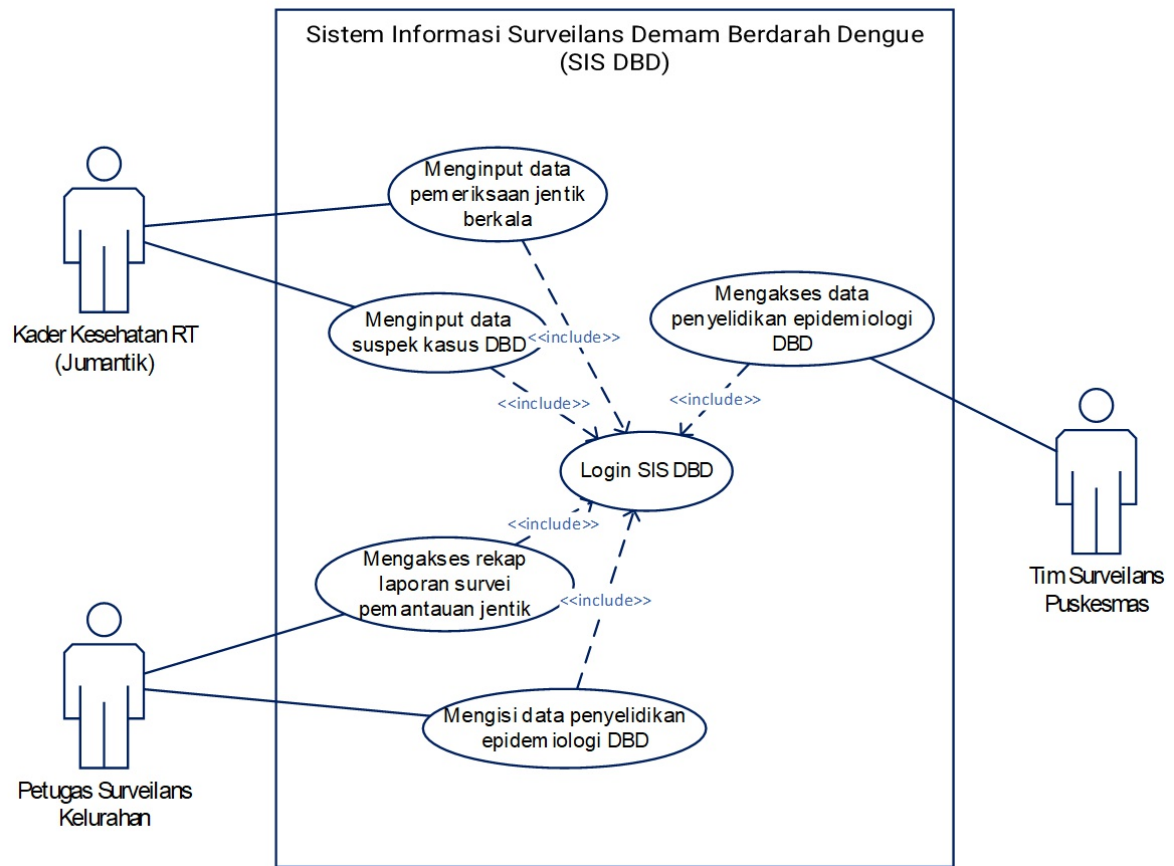 Sistem Informasi Surveilans Demam Berdarah Dengue
(SIS DBD)
Menginput data
pemeriksaan jentik
berkala
Kader Kesehatan RT
(Jumantik)
Menginput data
suspek kasus DBD
<<include>>
Mengakses data
penyelidikan epidemiologi
DBD
<<include>>
<<include>>
Login SIS DBD
<<include>>
Mengakses rekap
laporan survei
pemantauan jentik
<<include>>
Tim Surveilans
Puskesmas
Mengisi data penyelidikan
epidemiologi DBD
Petugas Surveilans
Kelurahan